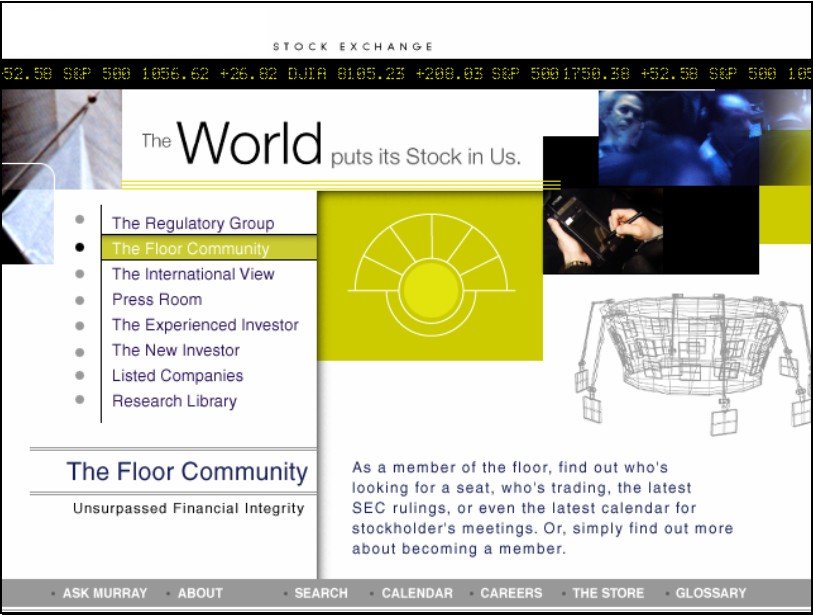 STOCK EXCHANGE
+52.58 S&P 500 1056.62 +26.82 DJIA 8105.23 +208.03 S&P 500 1750.38 +52.58 S&P 500 105
The World puts its Stock in Us.
The Regulatory Group
The Floor Community
The International View
Press Room
The Experienced Investor
The New Investor
Listed Companies
Research Library
The Floor Community
Unsurpassed Financial Integrity
As a member of the floor, find out who's
looking for a seat, who's trading, the latest
SEC rulings, or even the latest calendar for
stockholder's meetings. Or, simply find out more
about becoming a member.
ASK MURRAY ABOUT SEARCH CALENDAR CAREERS THE STORE GLOSSARY